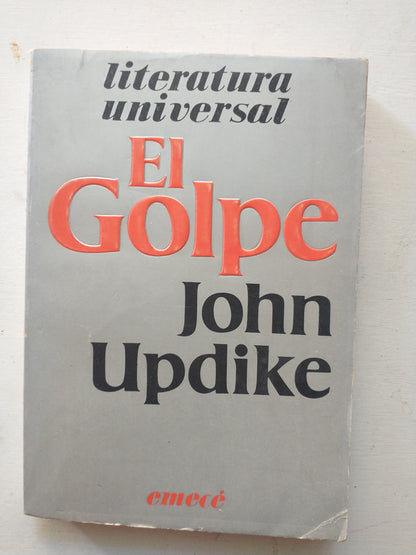 literatura
universal
El
Golpe
John
Updike
emecé